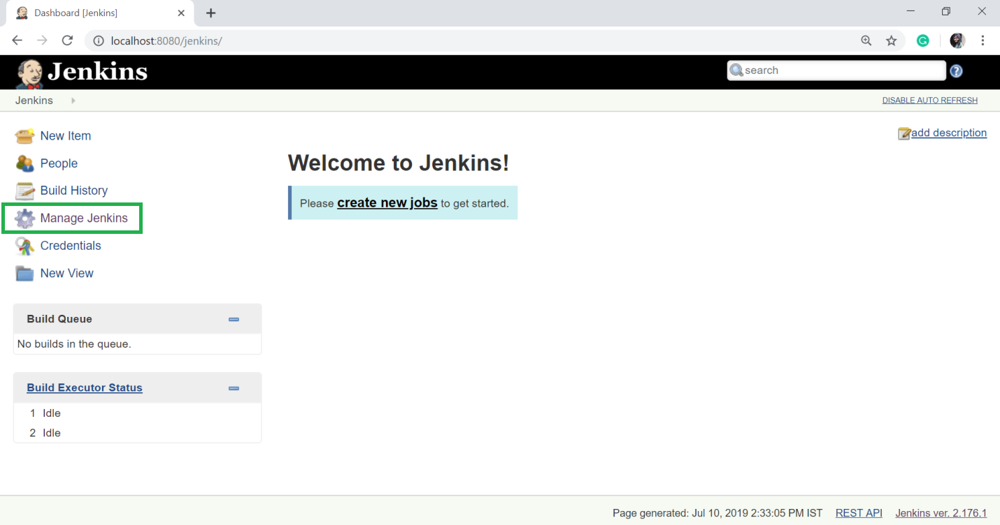 Dashboard [Jenkins]
localhost:8080/jenkins/
Jenkins
search
Jenkins
DISABLE AUTO REFRESH
New Item
People
Build History
Manage Jenkins
Credentials
New View
add description
Welcome to Jenkins!
Please create new jobs to get started.
Build Queue
No builds in the queue.
Build Executor Status
1 Idle
2 Idle
Page generated: Jul 10, 2019 2:33:05 PM IST REST API Jenkins ver. 2.176.1